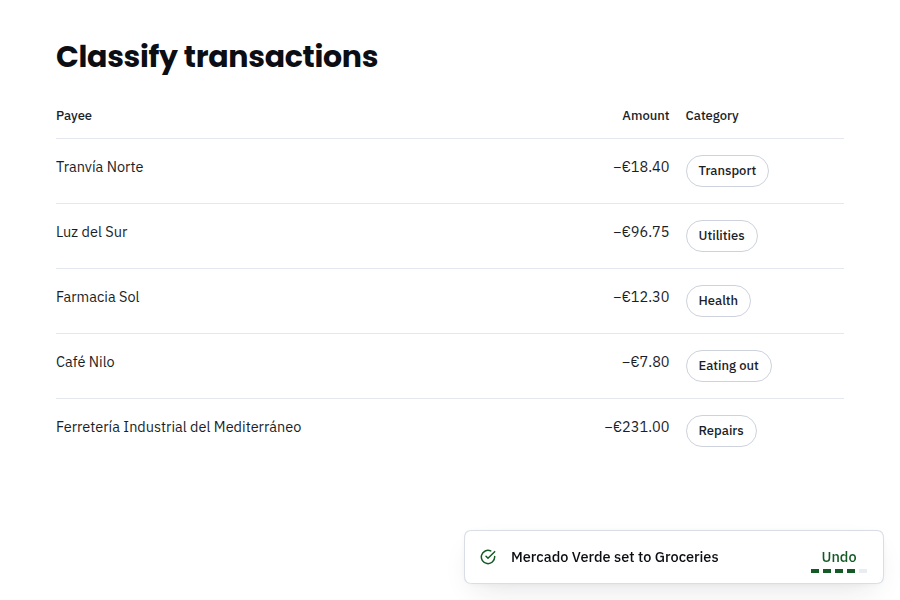 Classify transactions
Payee Amount Category
Tranvía Norte −€18.40 Transport
Luz del Sur −€96.75 Utilities
Farmacia Sol −€12.30 Health
Café Nilo −€7.80 Eating out
Ferretería Industrial del Mediterráneo −€231.00 Repairs
Mercado Verde set to Groceries Undo